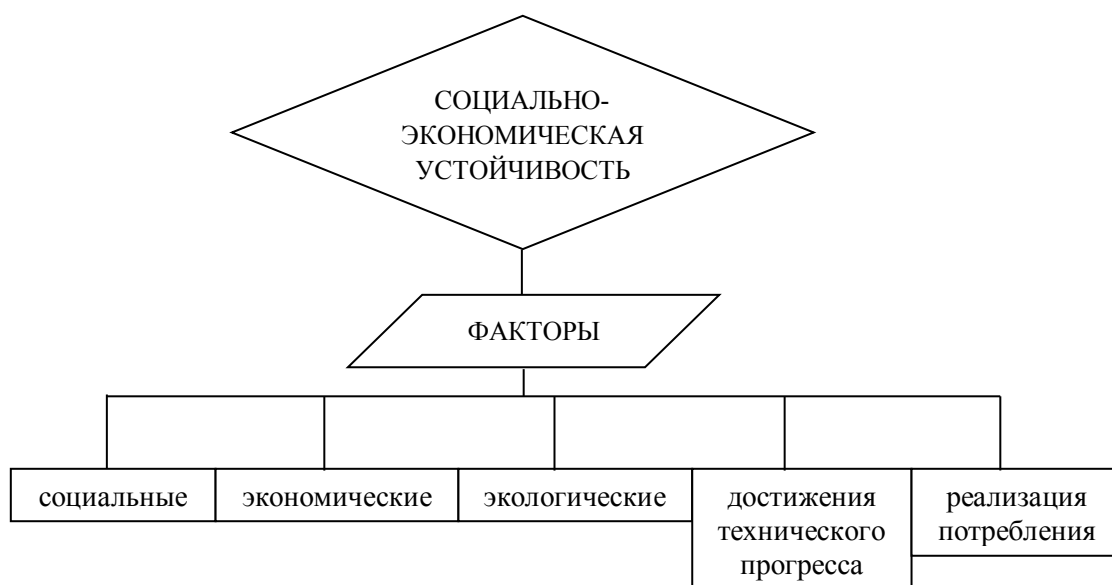 СОЦИАЛЬНО-
ЭКОНОМИЧЕСКАЯ
УСТОЙЧИВОСТЬ
ФАКТОРЫ
социальные
экономические
экологические
достижения
технического
прогресса
реализация
потребления